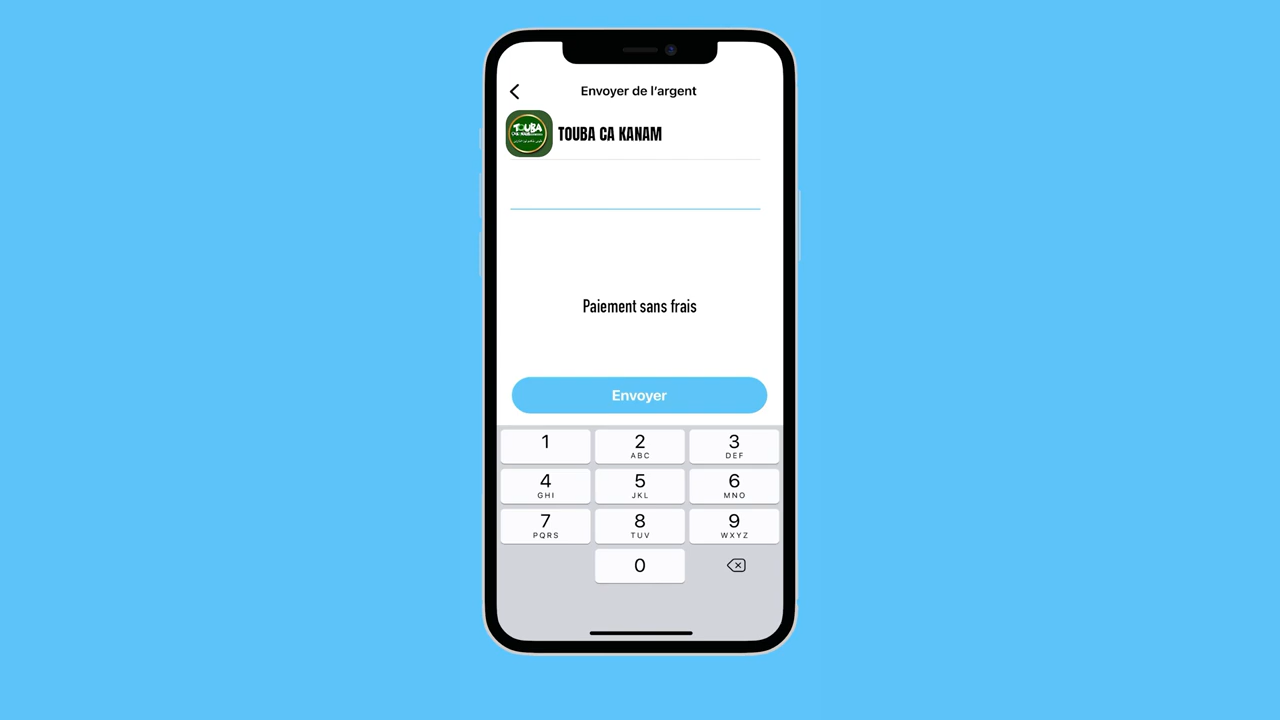 Envoyer de l’argent
TOUBA
TOUBA CA KANAM
Paiement sans frais
Envoyer
1
2
3
ABC
DEF
4
5
6
GHI
JKL
MNO
7
8
9
PQRS
TUV
WXYZ
0